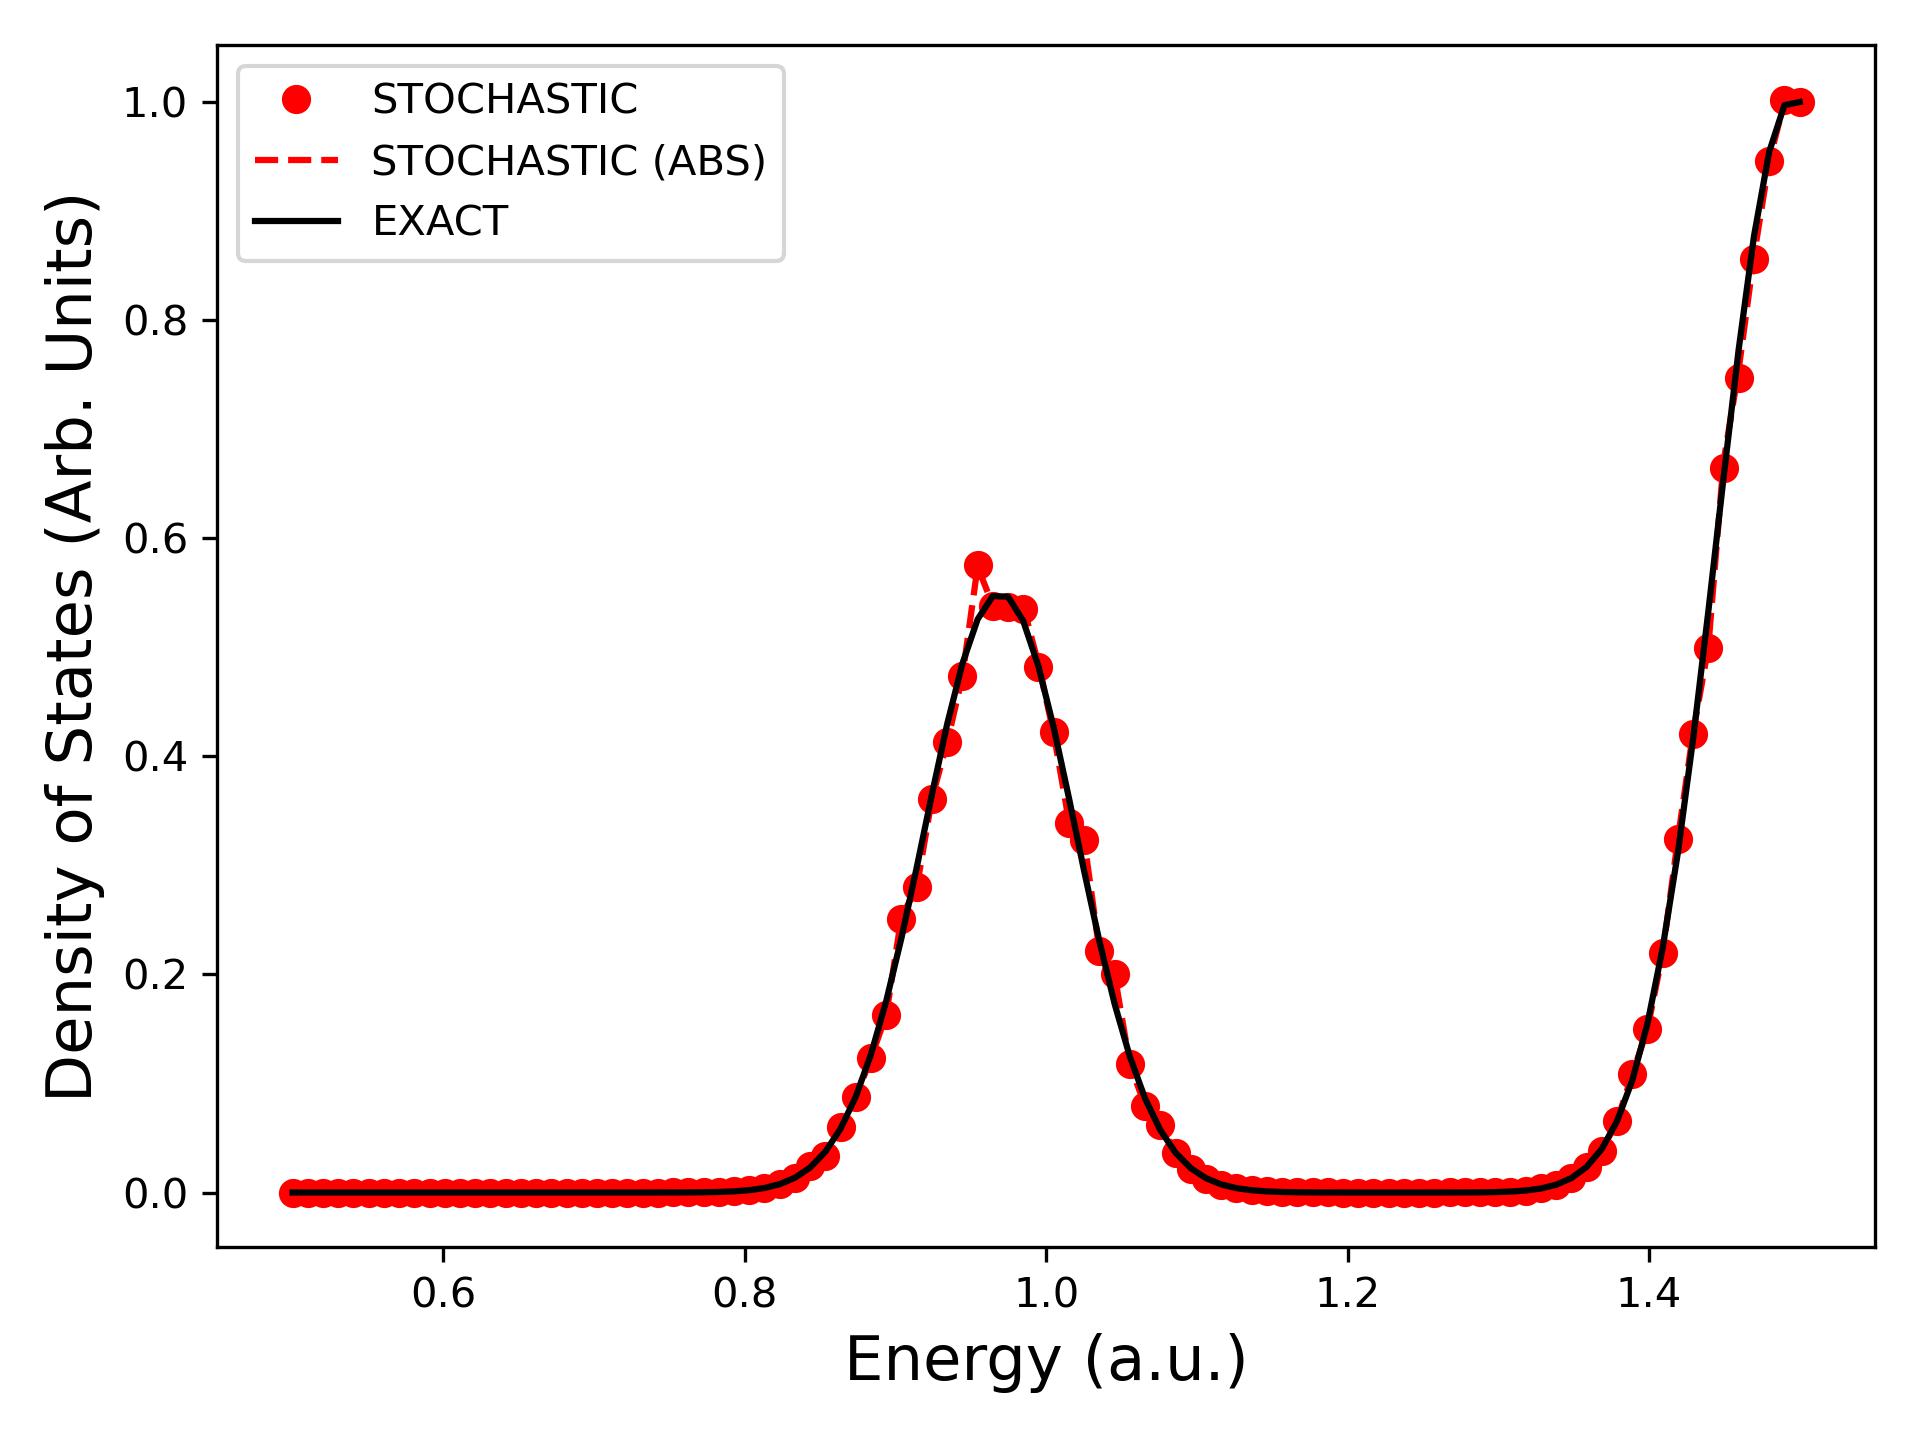 STOCHASTIC
STOCHASTIC (ABS)
EXACT
Density of States (Arb. Units)
1.0
0.8
0.6
0.4
0.2
0.0
0.6 0.8 1.0 1.2 1.4
Energy (a.u.)